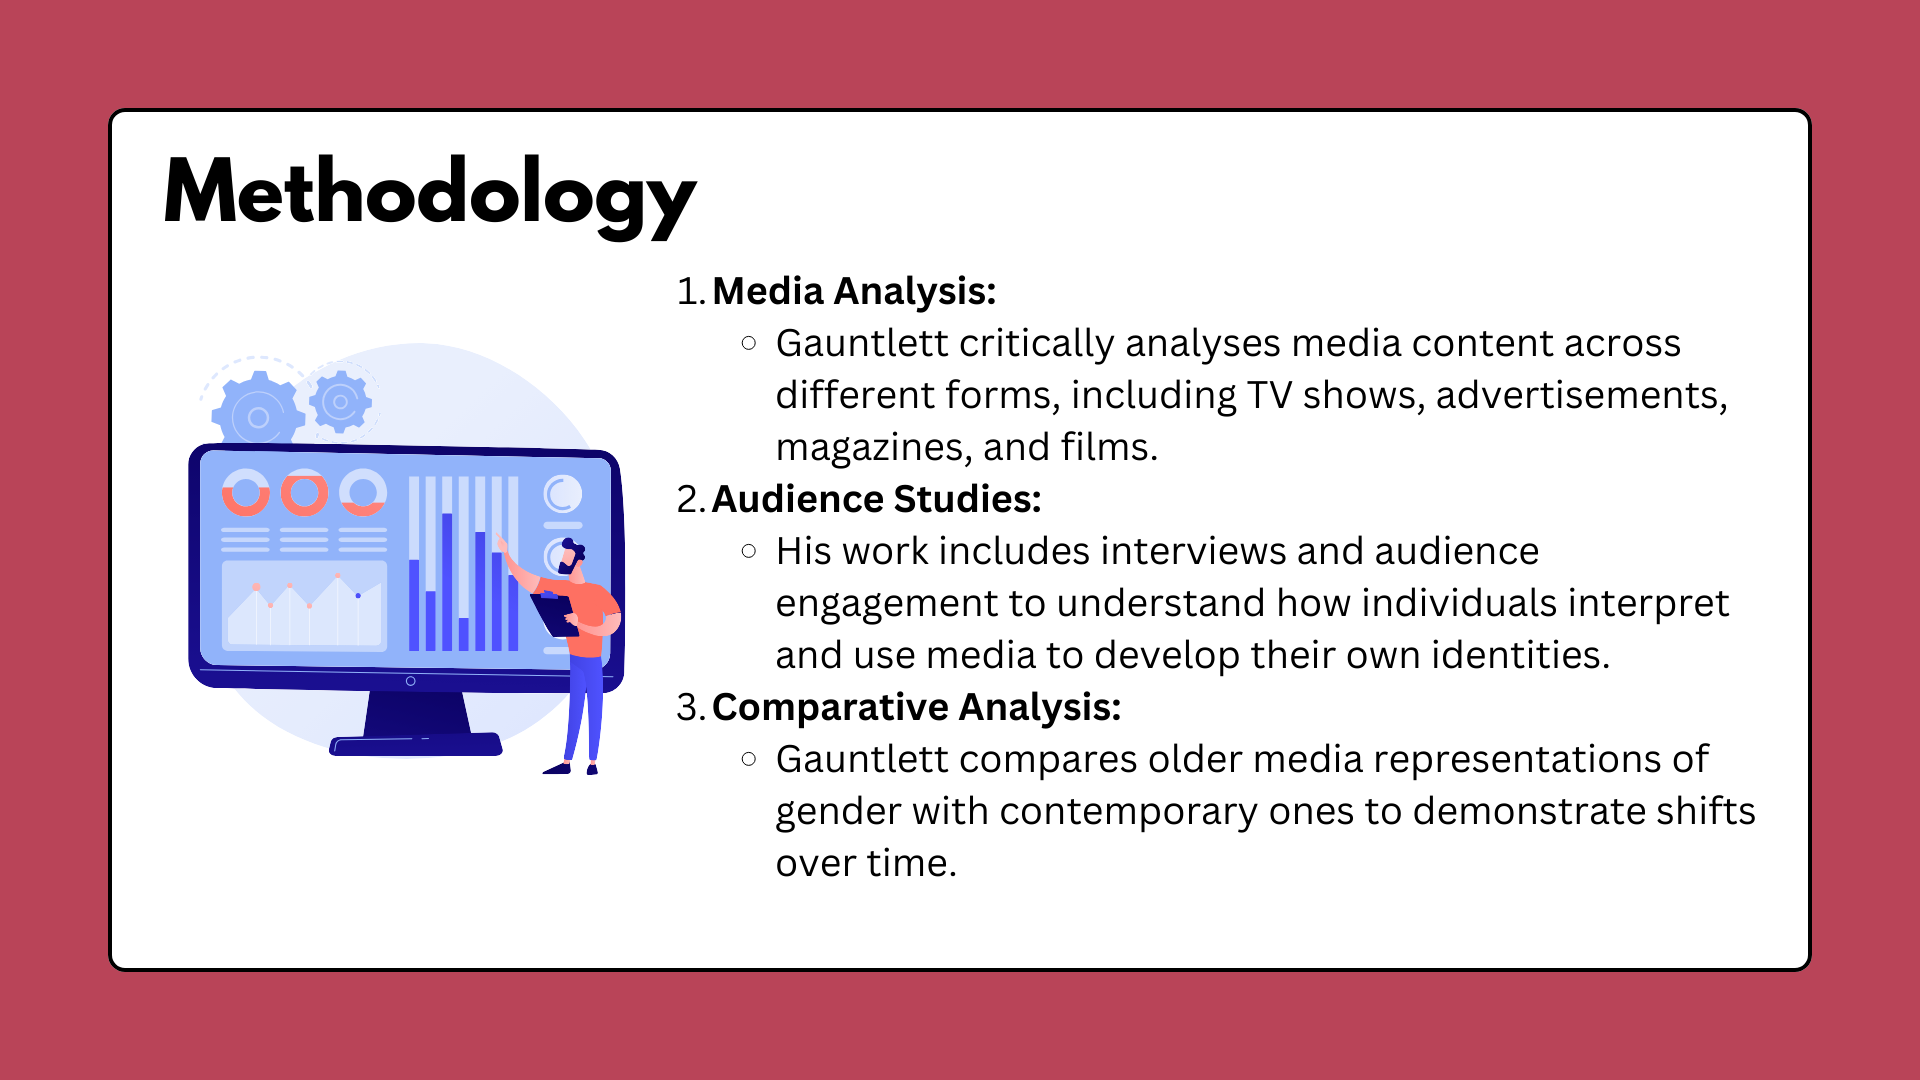 Methodology
1. Media Analysis:
○ Gauntlett critically analyses media content across
different forms, including TV shows, advertisements,
magazines, and films.
2. Audience Studies:
○ His work includes interviews and audience
engagement to understand how individuals interpret
and use media to develop their own identities.
3. Comparative Analysis:
○ Gauntlett compares older media representations of
gender with contemporary ones to demonstrate shifts
over time.